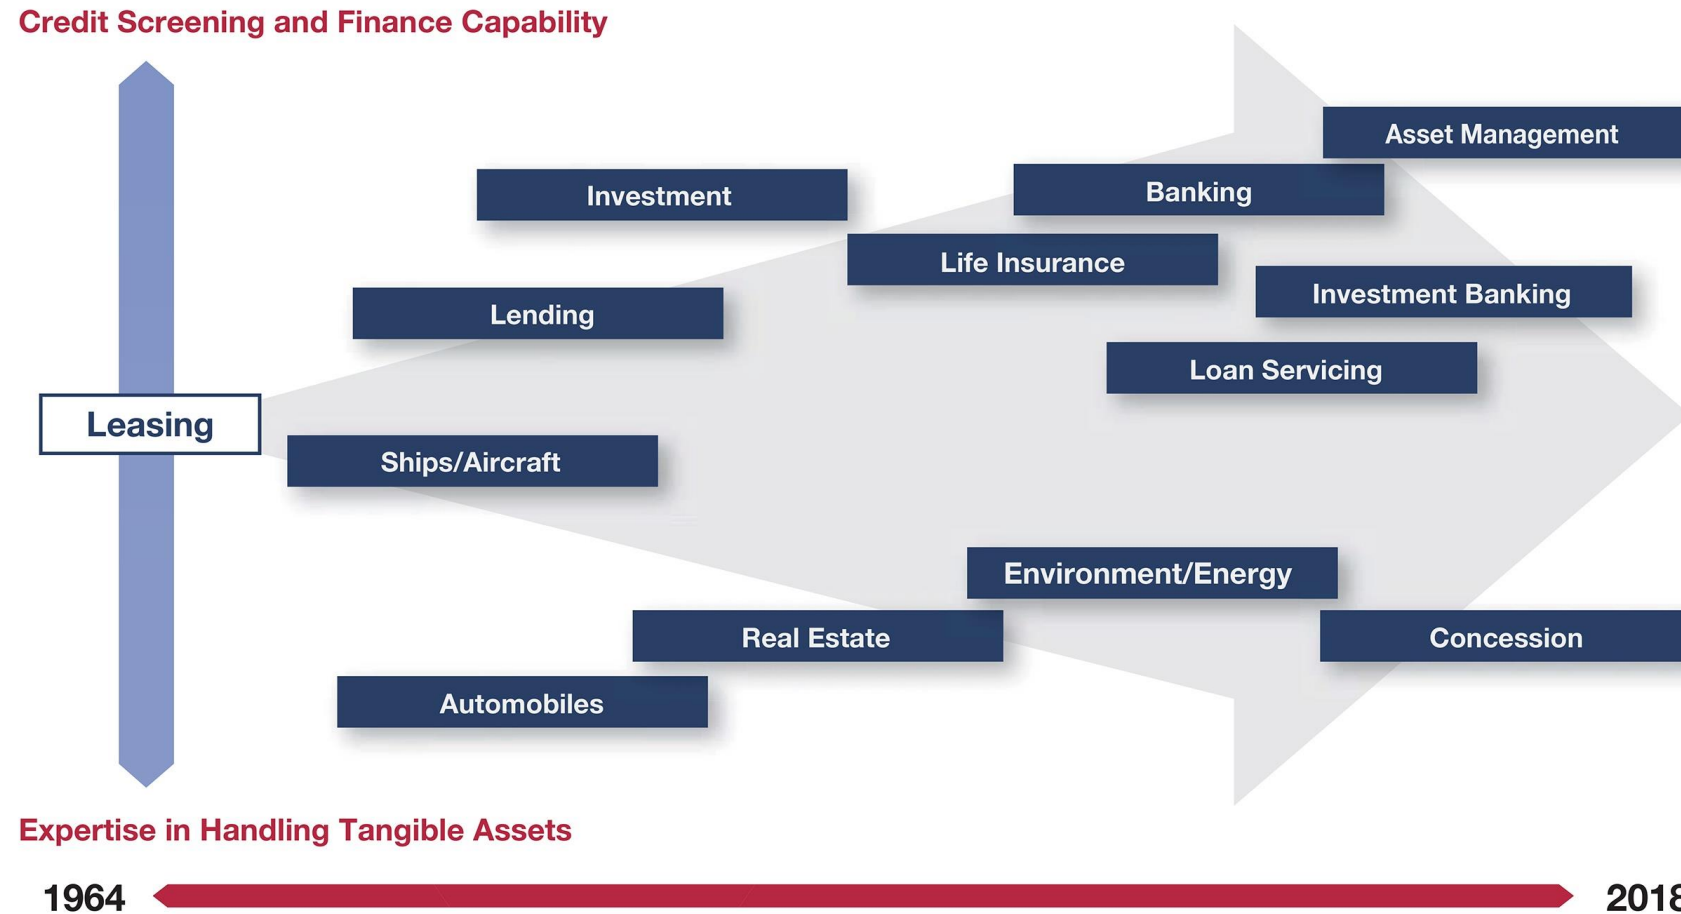 Credit Screening and Finance Capability
Asset Management
Banking
Investment
Life Insurance
Investment Banking
Lending
Loan Servicing
Leasing
Ships/Aircraft
Environment/Energy
Real Estate
Concession
Automobiles
Expertise in Handling Tangible Assets
1964
2018